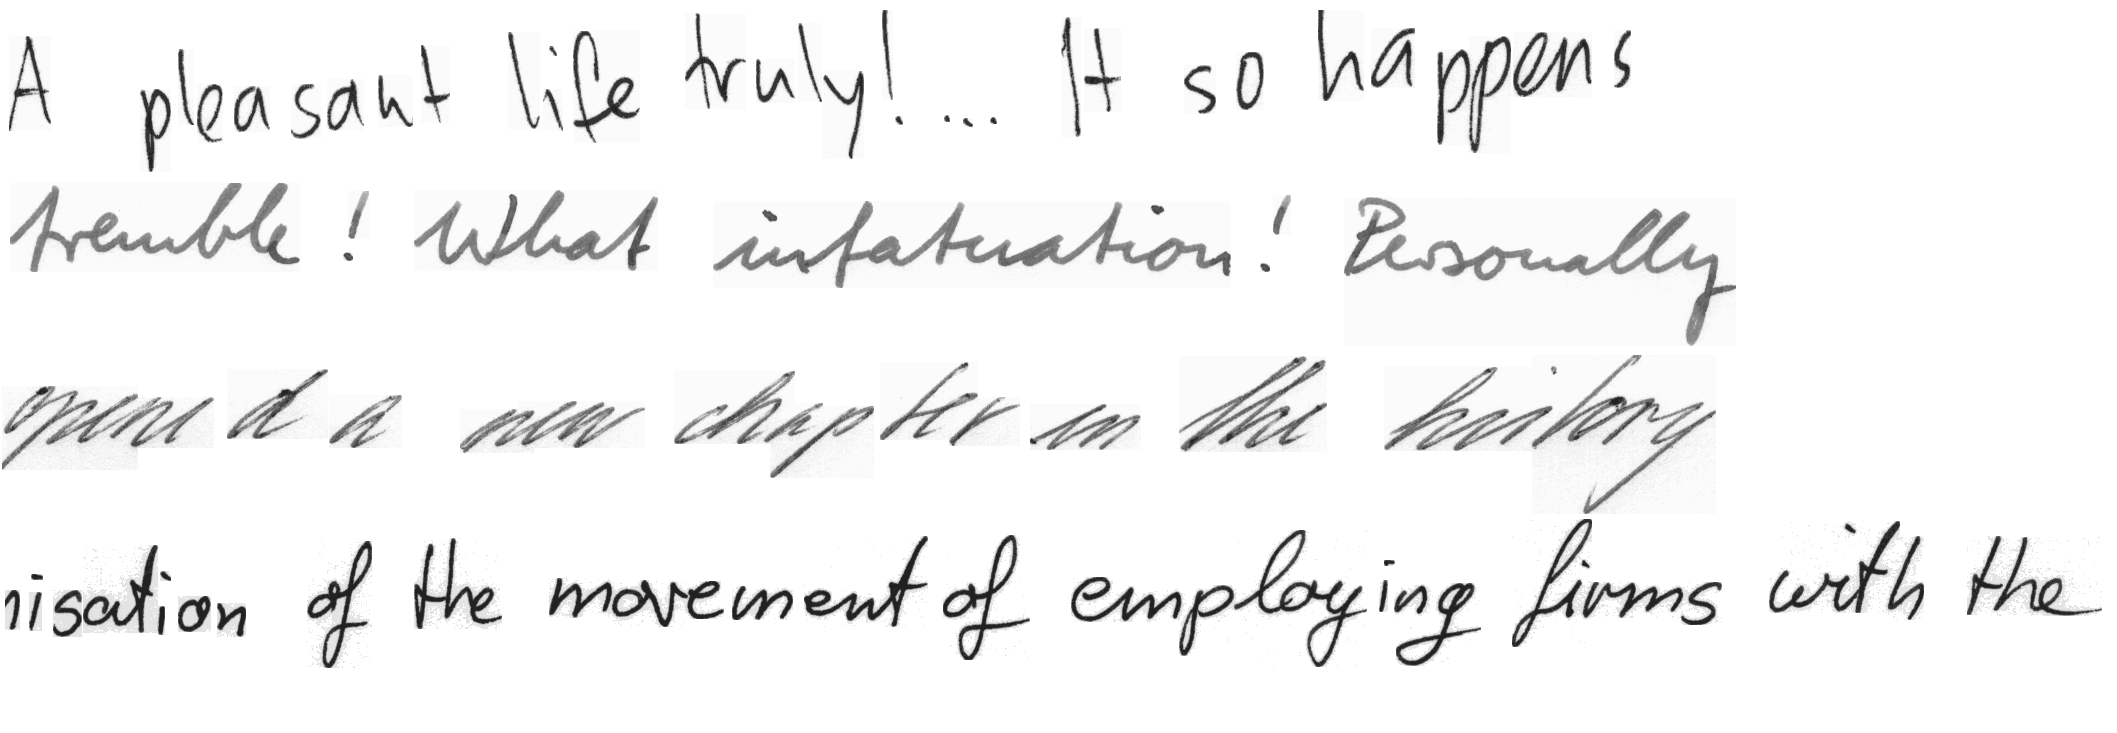 A pleasant life truly!.... It so happens
tremble! What infatuation! Personally
opened a new chapter in the history
nisation of the movement of employing firms with the